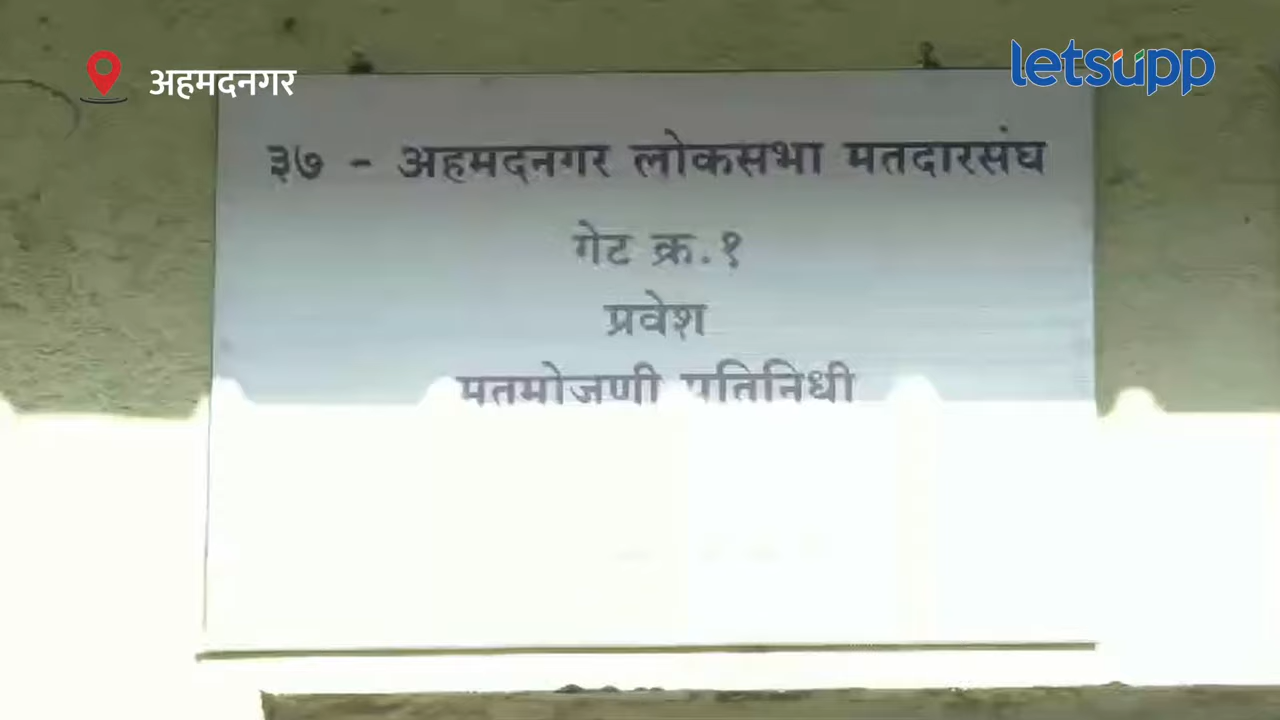 अहमदनगर
letsupp
३७ - अहमदनगर लोकसभा मतदारसंघ
गेट क्र.१
प्रवेश
मतमोजणी प्रतिनिधी